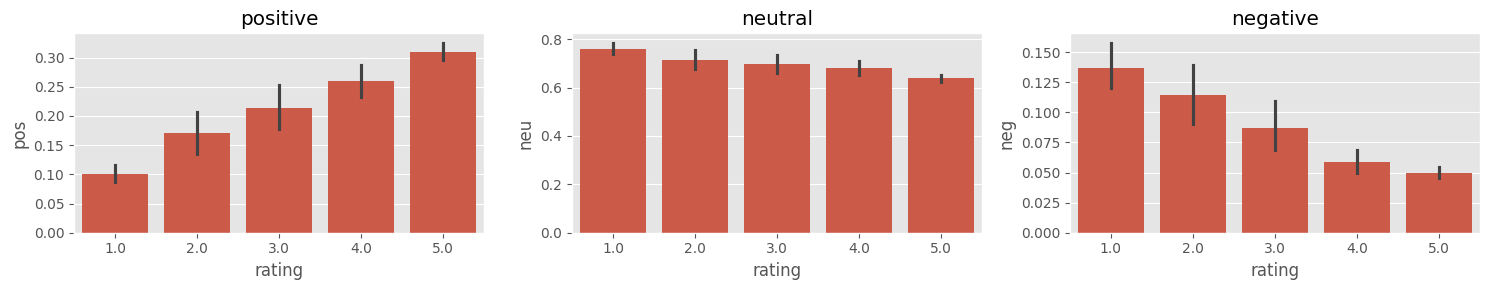 positive
pos
0.30
0.25
0.20
0.15
0.10
0.05
0.00
1.0 2.0 3.0 4.0 5.0
rating
neutral
neu
0.8
0.6
0.4
0.2
0.0
1.0 2.0 3.0 4.0 5.0
rating
negative
neg
0.150
0.125
0.100
0.075
0.050
0.025
0.000
1.0 2.0 3.0 4.0 5.0
rating